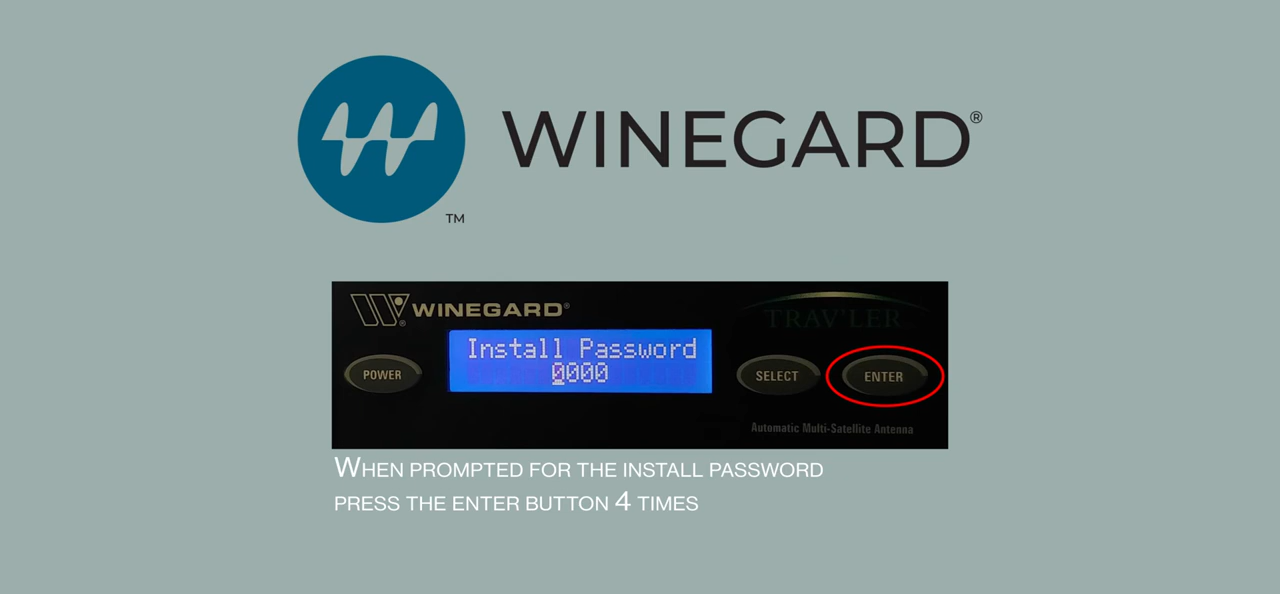 WINEGARD®
TM
WINEGARD®
TRAV'LER
Install Password
0000
POWER
SELECT
ENTER
Automatic Multi-Satellite Antenna
WHEN PROMPTED FOR THE INSTALL PASSWORD
PRESS THE ENTER BUTTON 4 TIMES